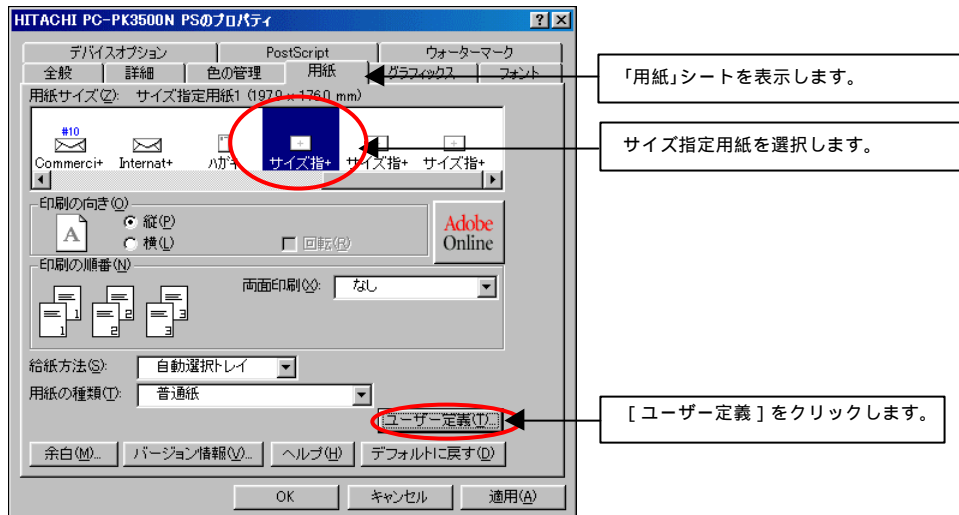 HITACHI PC-PK3500N PSのプロパティ
デバイスオプション PostScript ウォーターマーク
全般 詳細 色の管理 用紙 グラフィックス フォント
「用紙」シートを表示します。
用紙サイズ(Z): サイズ指定用紙1 (197.0 x 176.0 mm)
#10
Commerci+ Internat+ ハガキ サイズ指+ サイズ指+ サイズ指+
サイズ指定用紙を選択します。
印刷の向き(O)
A
縦(P)
横(L)
回転(R)
Adobe
Online
印刷の順番(N)
1 1 2 2 3 3
両面印刷(X): なし
給紙方法(S): 自動選択トレイ
用紙の種類(T): 普通紙
ユーザー定義(T)...
[ユーザー定義]をクリックします。
余白(M)... バージョン情報(V)... ヘルプ(H) デフォルトに戻す(D)
OK キャンセル 適用(A)